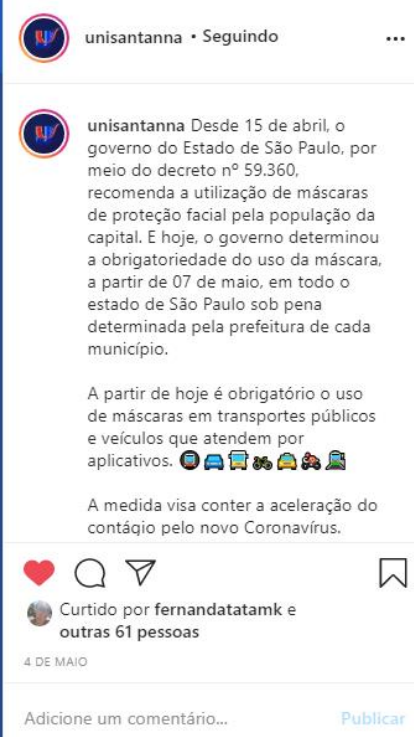 unisantanna • Seguindo
unisantanna Desde 15 de abril, o
governo do Estado de São Paulo, por
meio do decreto nº 59.360,
recomenda a utilização de máscaras
de proteção facial pela população da
capital. E hoje, o governo determinou
a obrigatoriedade do uso da máscara,
a partir de 07 de maio, em todo o
estado de São Paulo sob pena
determinada pela prefeitura de cada
município.
A partir de hoje é obrigatório o uso
de máscaras em transportes públicos
e veículos que atendem por
aplicativos.
A medida visa conter a aceleração do
contágio pelo novo Coronavírus.
Curtido por fernandatatamk e
outras 61 pessoas
4 DE MAIO
Adicione um comentário... Publicar